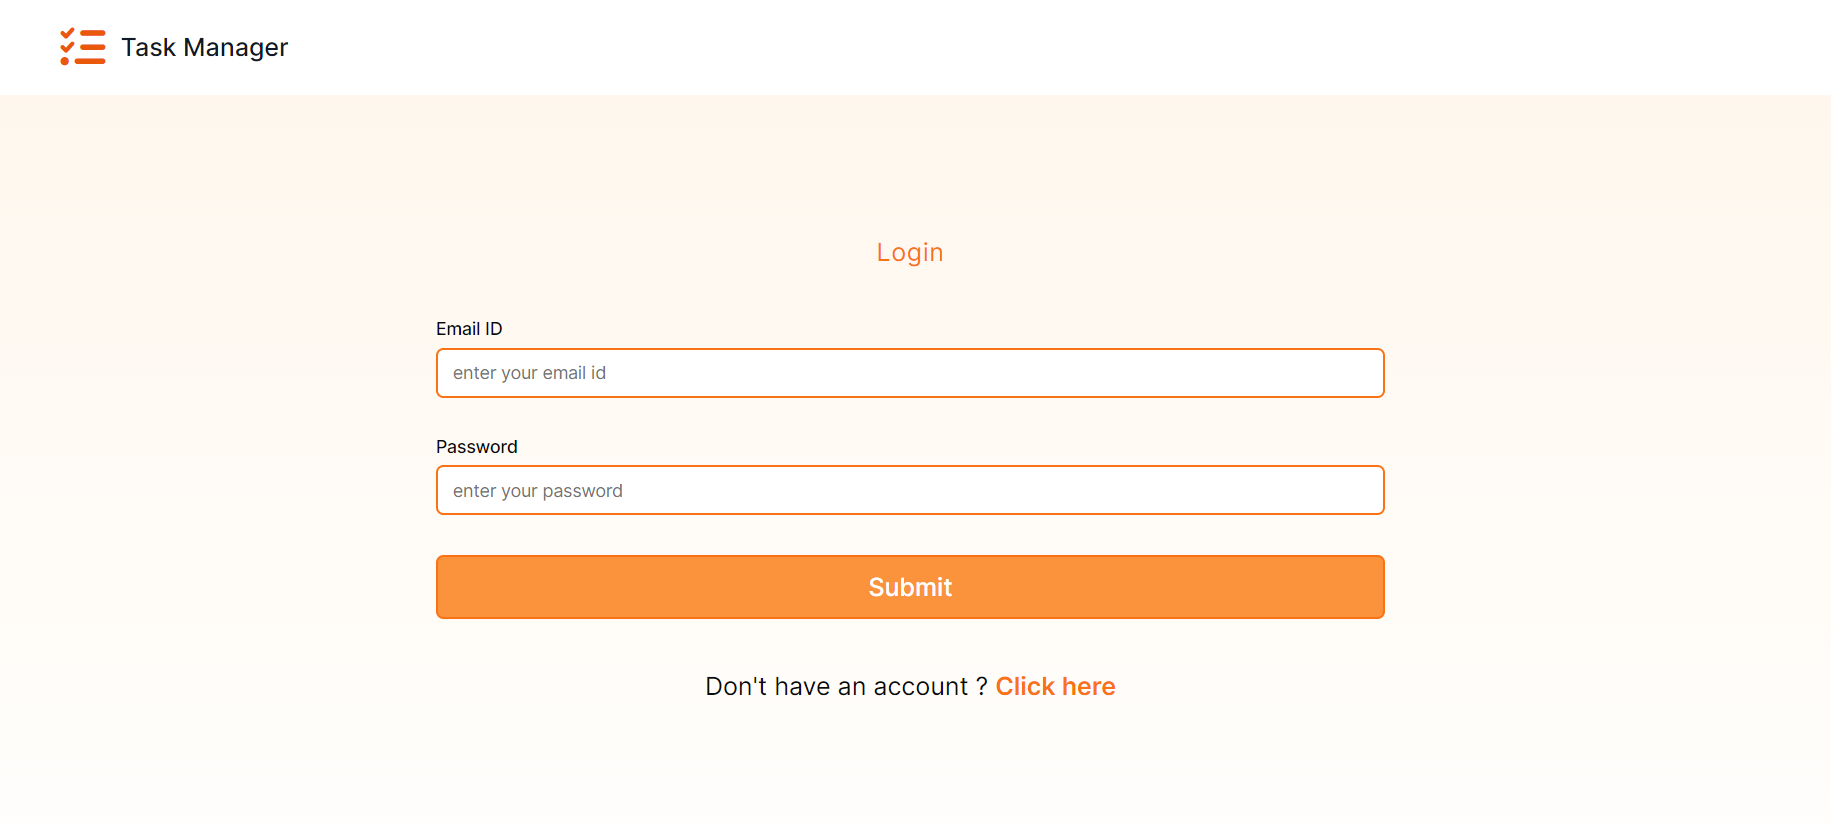 Task Manager
Login
Email ID
enter your email id
Password
enter your password
Submit
Don't have an account ? Click here